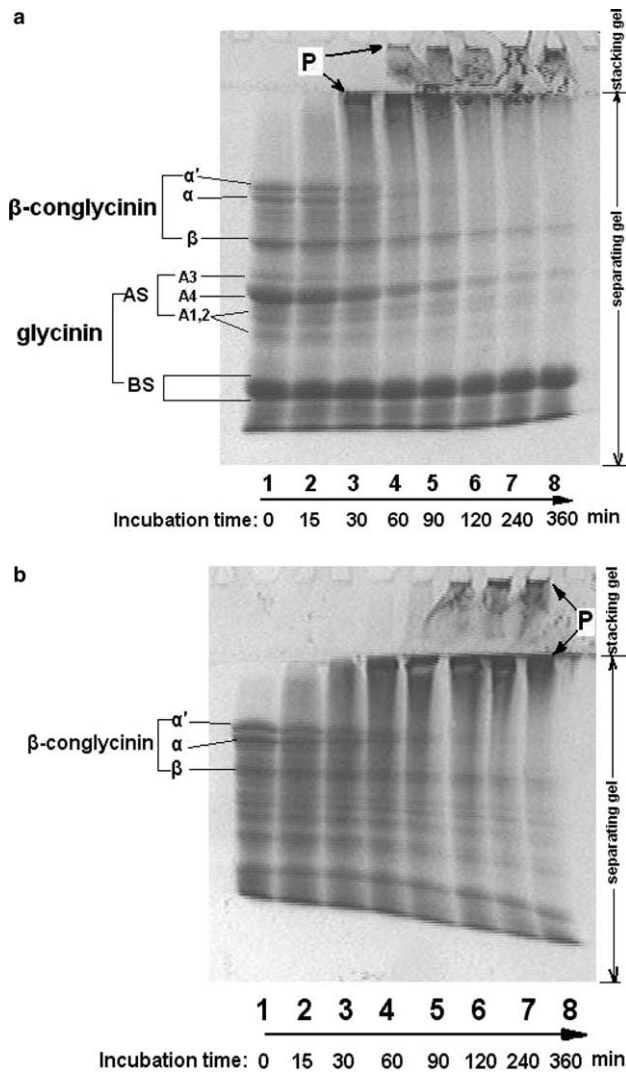 a
P
stacking gel
separating gel
β-conglycinin
α'
α
β
glycinin
AS
A3
A4
A1,2
BS
1 2 3 4 5 6 7 8
Incubation time: 0 15 30 60 90 120 240 360 min
b
P
stacking gel
separating gel
β-conglycinin
α'
α
β
1 2 3 4 5 6 7 8
Incubation time: 0 15 30 60 90 120 240 360 min